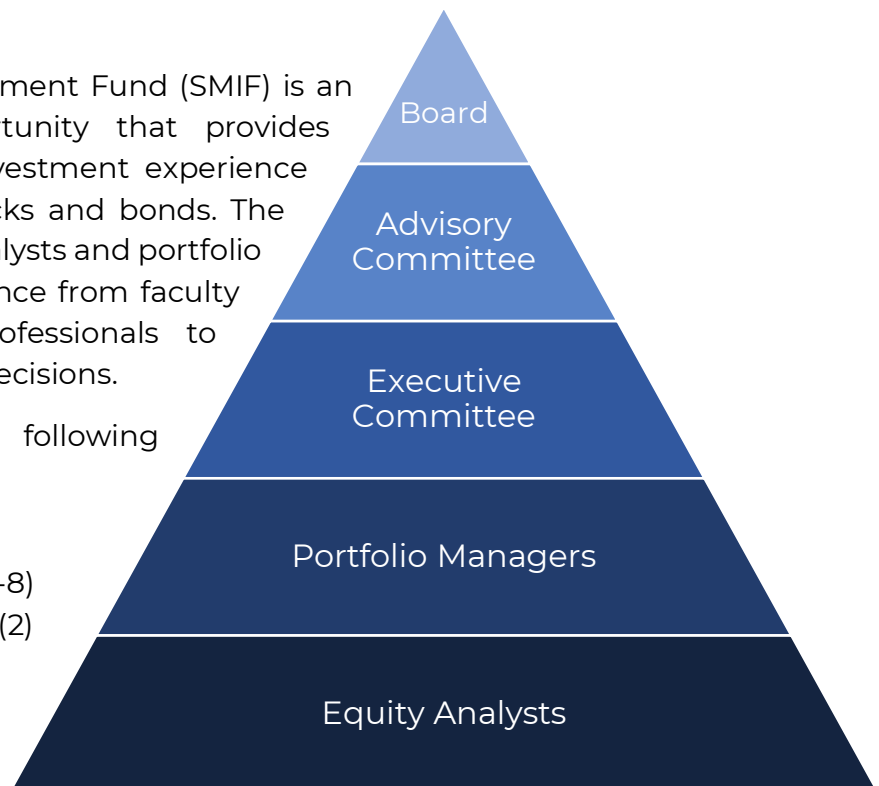 ment Fund (SMIF) is an
tunity that provides
vestment experience
cks and bonds. The
lysts and portfolio
nce from faculty
ofessionals to
ecisions.
following
-8)
(2)
Board
Advisory
Committee
Executive
Committee
Portfolio Managers
Equity Analysts